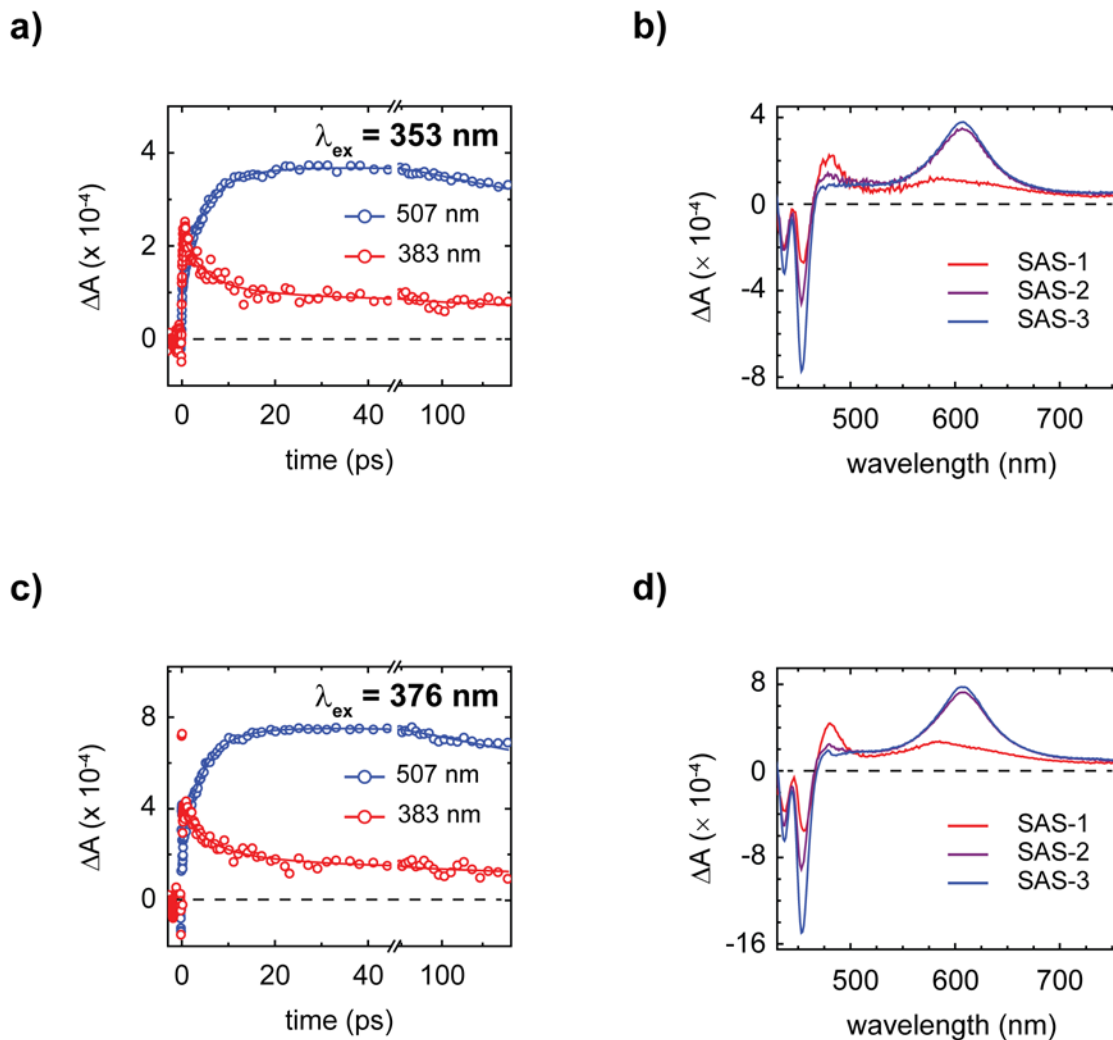 a)
λex = 353 nm
507 nm
383 nm
ΔA (x 10-4)
4
2
0
0
20
40
100
time (ps)
b)
4
0
-4
-8
ΔA (× 10-4)
SAS-1
SAS-2
SAS-3
500
600
700
wavelength (nm)
c)
λex = 376 nm
507 nm
383 nm
ΔA (x 10-4)
8
4
0
0
20
40
100
time (ps)
d)
8
0
-8
-16
ΔA (× 10-4)
SAS-1
SAS-2
SAS-3
500
600
700
wavelength (nm)